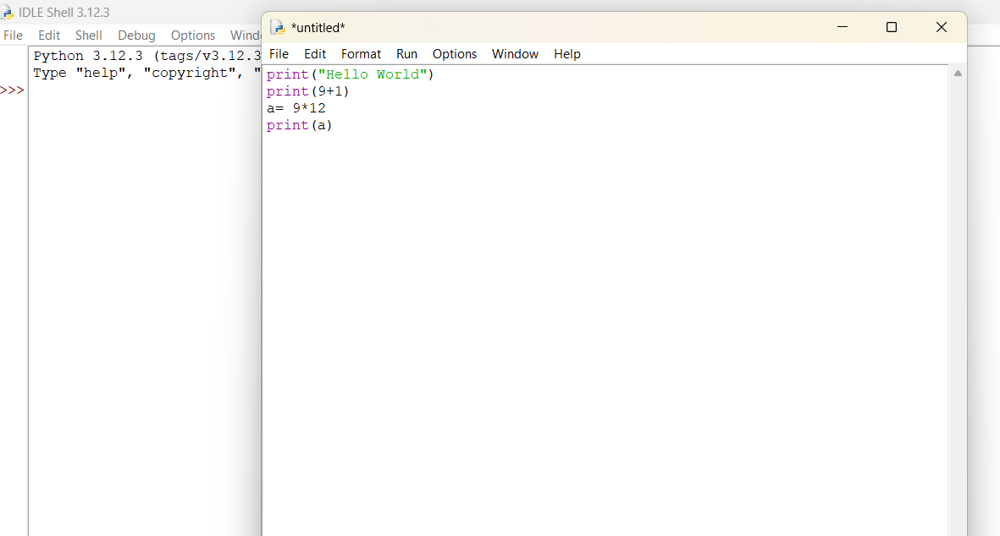 IDLE Shell 3.12.3
File Edit Shell Debug Options
Python 3.12.3 (tags/v3.12.3
Type "help", "copyright", "
>>>
*untitled*
File Edit Format Run Options Window Help
print("Hello World")
print(9+1)
a= 9*12
print(a)